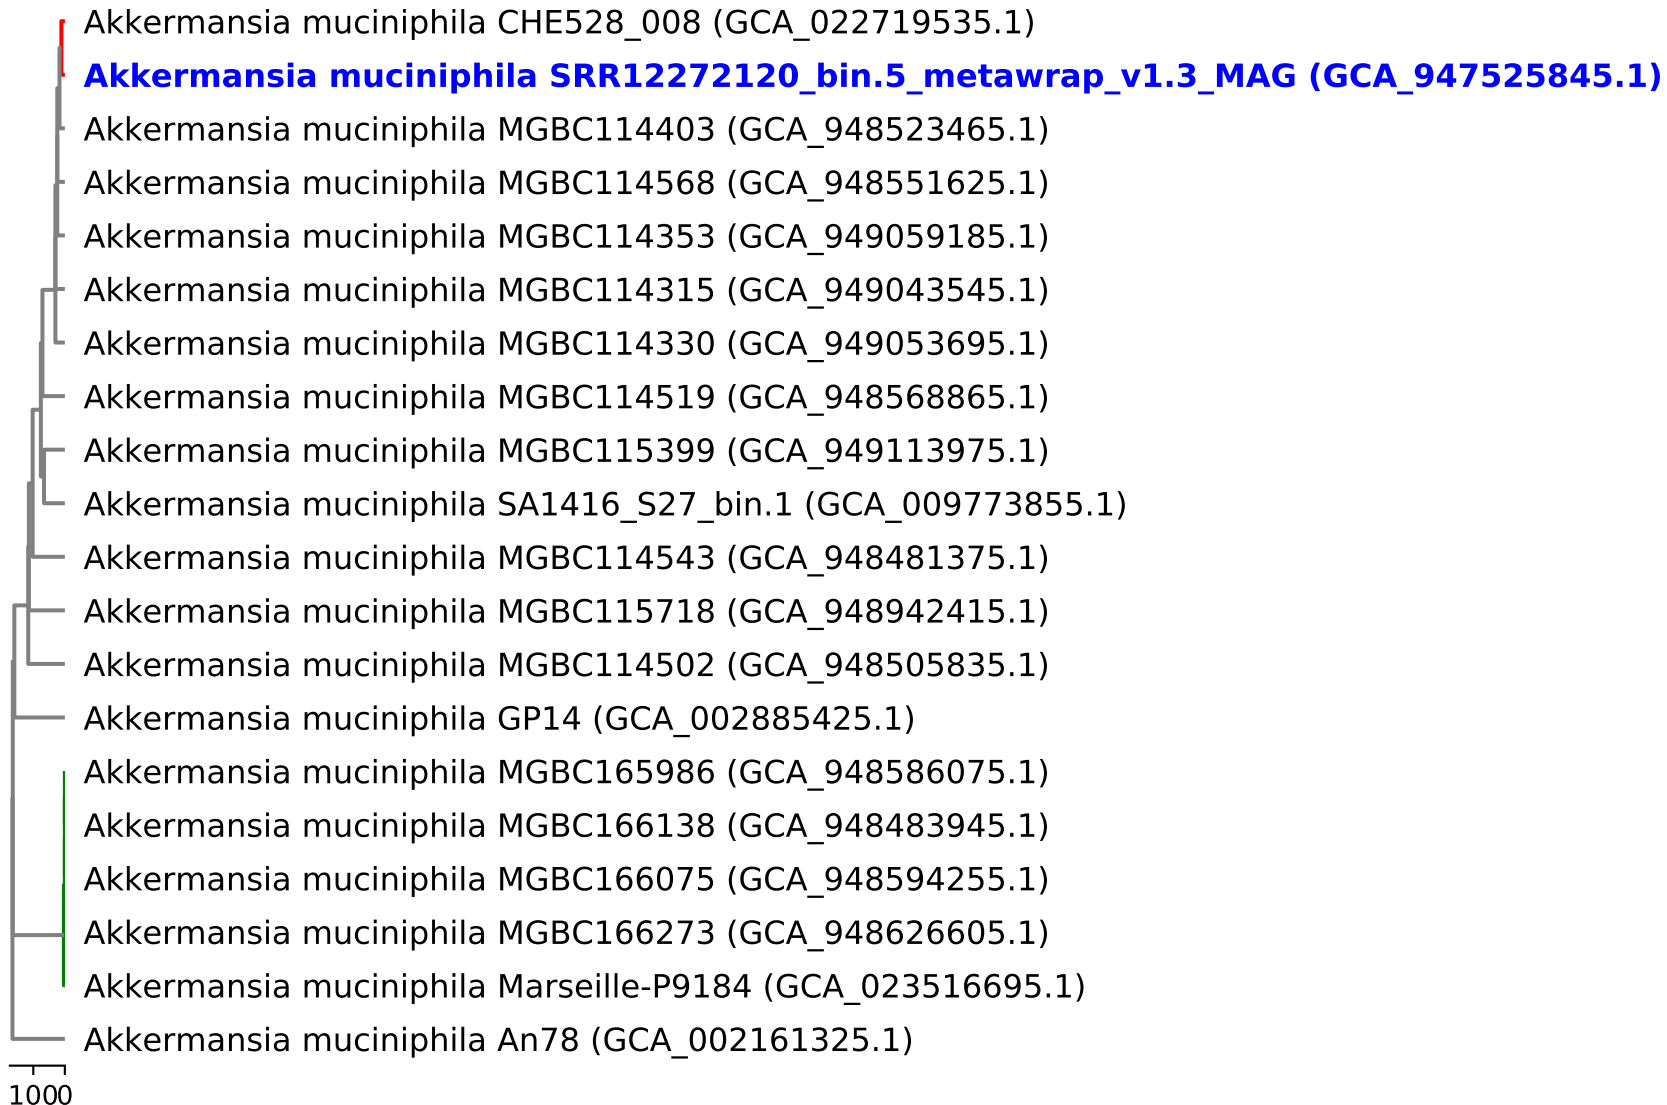 Akkermansia muciniphila CHE528_008 (GCA_022719535.1)
Akkermansia muciniphila SRR12272120_bin.5_metawrap_v1.3_MAG (GCA_947525845.1)
Akkermansia muciniphila MGBC114403 (GCA_948523465.1)
Akkermansia muciniphila MGBC114568 (GCA_948551625.1)
Akkermansia muciniphila MGBC114353 (GCA_949059185.1)
Akkermansia muciniphila MGBC114315 (GCA_949043545.1)
Akkermansia muciniphila MGBC114330 (GCA_949053695.1)
Akkermansia muciniphila MGBC114519 (GCA_948568865.1)
Akkermansia muciniphila MGBC115399 (GCA_949113975.1)
Akkermansia muciniphila SA1416_S27_bin.1 (GCA_009773855.1)
Akkermansia muciniphila MGBC114543 (GCA_948481375.1)
Akkermansia muciniphila MGBC115718 (GCA_948942415.1)
Akkermansia muciniphila MGBC114502 (GCA_948505835.1)
Akkermansia muciniphila GP14 (GCA_002885425.1)
Akkermansia muciniphila MGBC165986 (GCA_948586075.1)
Akkermansia muciniphila MGBC166138 (GCA_948483945.1)
Akkermansia muciniphila MGBC166075 (GCA_948594255.1)
Akkermansia muciniphila MGBC166273 (GCA_948626605.1)
Akkermansia muciniphila Marseille-P9184 (GCA_023516695.1)
Akkermansia muciniphila An78 (GCA_002161325.1)
100 0